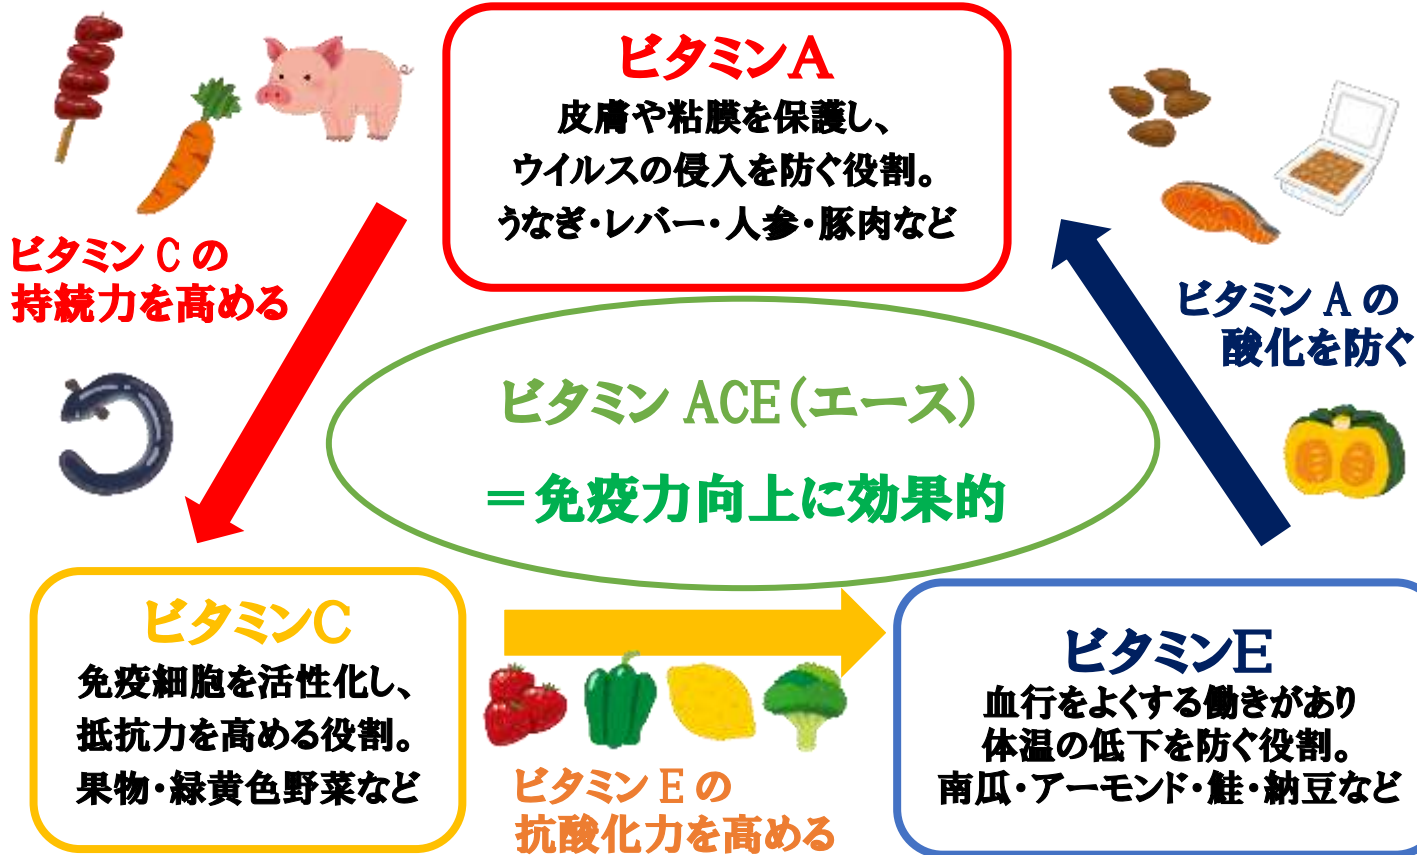 ビタミンA
皮膚や粘膜を保護し、
ウイルスの侵入を防ぐ役割。
うなぎ・レバー・人参・豚肉など
ビタミン C の
持続力を高める
ビタミン A の
酸化を防ぐ
ビタミン ACE(エース)
＝免疫力向上に効果的
ビタミンC
免疫細胞を活性化し、
抵抗力を高める役割。
果物・緑黄色野菜など
ビタミン E の
抗酸化力を高める
ビタミンE
血行をよくする働きがあり
体温の低下を防ぐ役割。
南瓜・アーモンド・鮭・納豆など